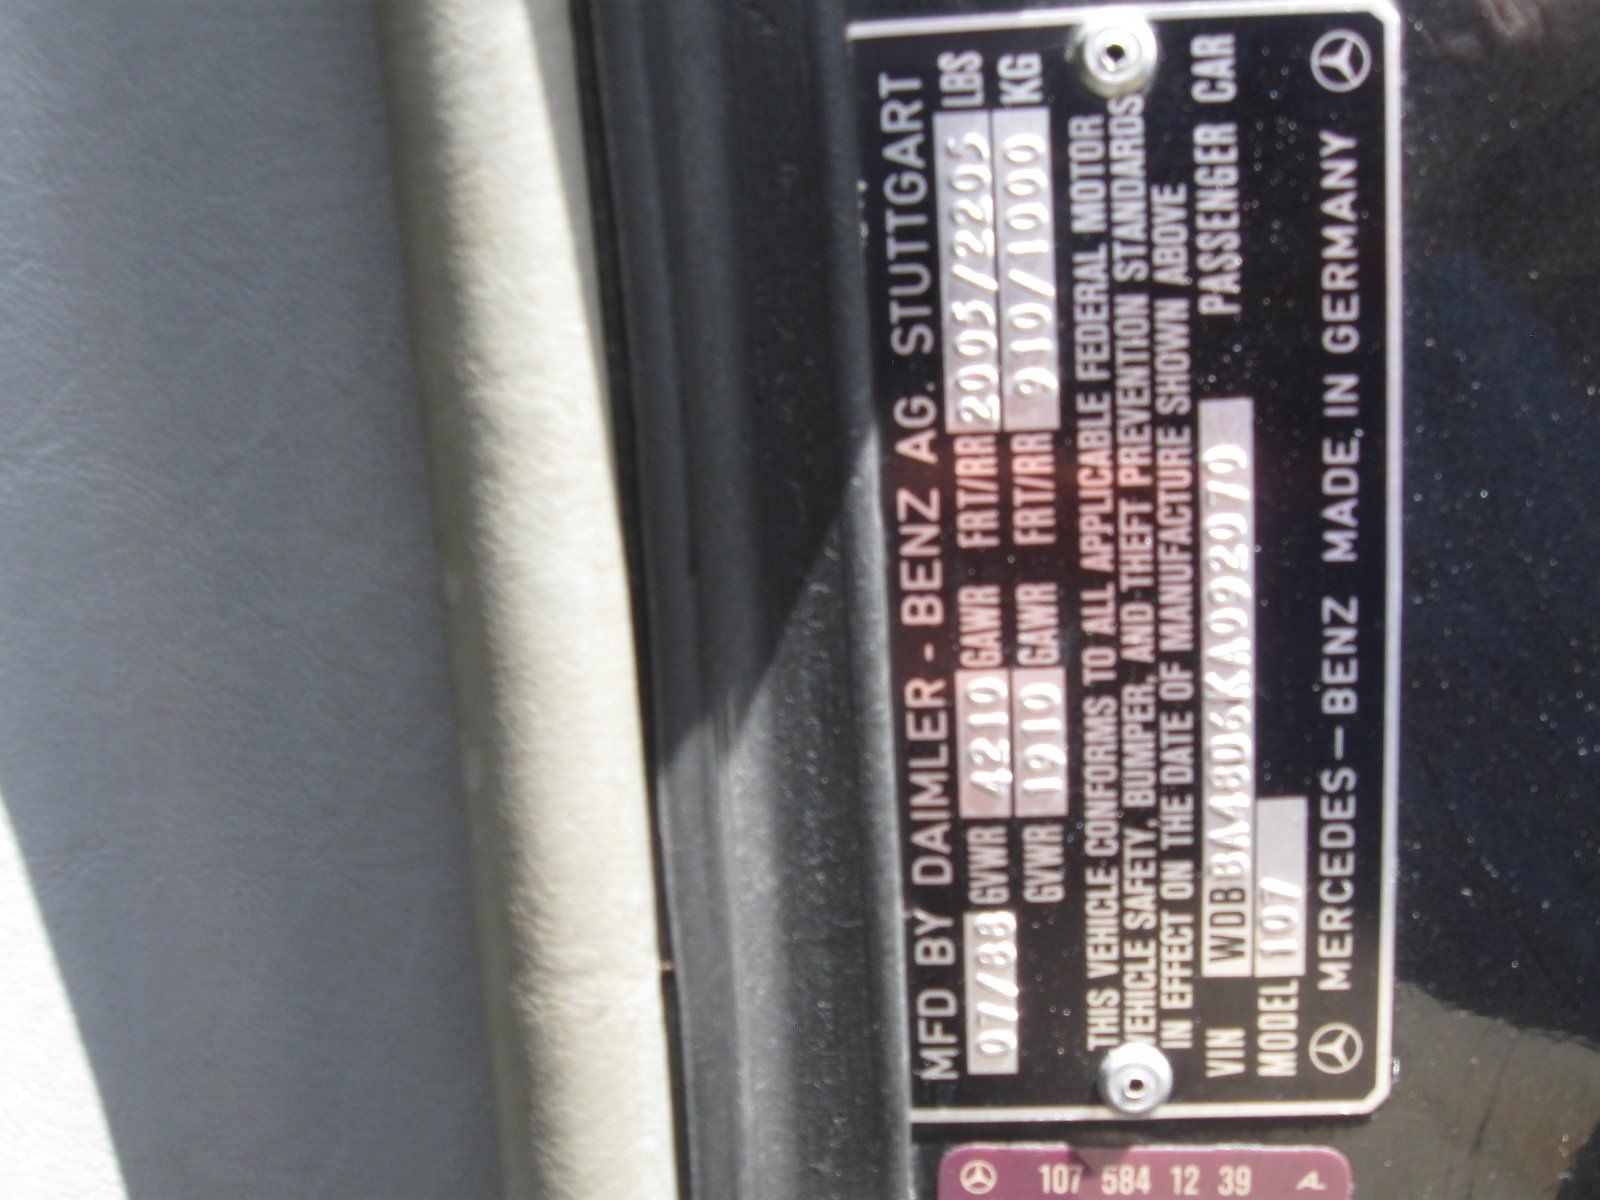 MFD BY DAIMLER - BENZ AG. STUTTGART
07/88 GVWR 4210 GAWR FRT/RR 2005/2205 LBS
GVWR 1910 GAWR FRT/RR 910/1000 KG
THIS VEHICLE CONFORMS TO ALL APPLICABLE FEDERAL MOTOR
VEHICLE SAFETY, BUMPER, AND THEFT PREVENTION STANDARDS
IN EFFECT ON THE DATE OF MANUFACTURE SHOWN ABOVE
VIN WDBBA48D6KA092070 PASSENGER CAR
MODEL 107
MERCEDES-BENZ MADE IN GERMANY
107 584 12 39